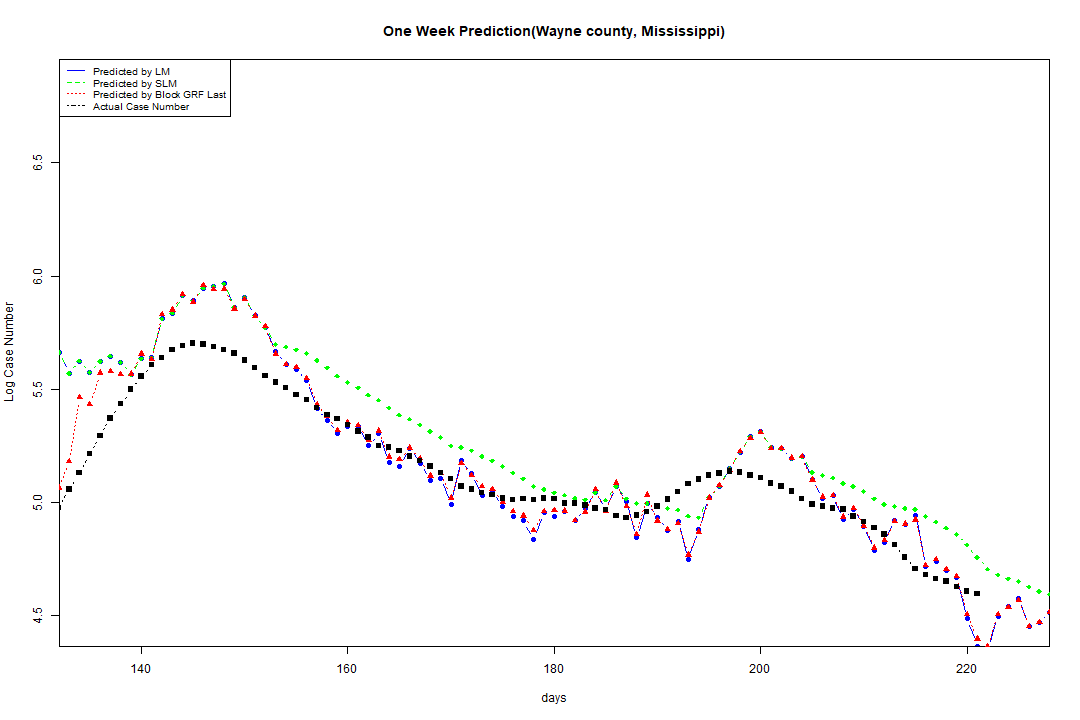 One Week Prediction(Wayne county, Mississippi)
Predicted by LM
Predicted by SLM
Predicted by Block GRF Last
Actual Case Number
6.5
6.0
5.5
5.0
4.5
Log Case Number
140 160 180 200 220
days